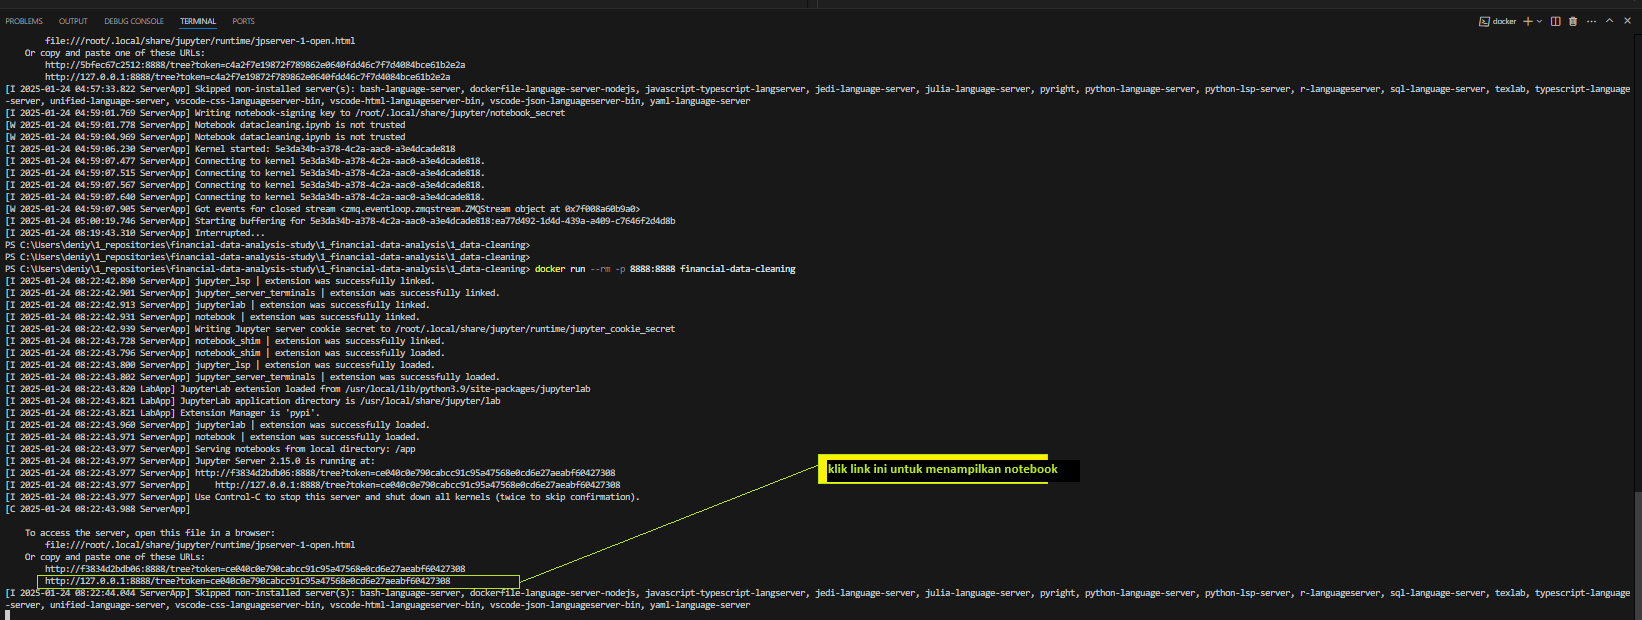 PROBLEMS OUTPUT DEBUG CONSOLE TERMINAL PORTS docker
file:///root/.local/share/jupyter/runtime/jpserver-1-open.html
Or copy and paste one of these URLs:
http://5bfec67c2512:8888/tree?token=c4a2f7e19872f789862e0640fdd46c7f7d4084bce61b2e2a
http://127.0.0.1:8888/tree?token=c4a2f7e19872f789862e0640fdd46c7f7d4084bce61b2e2a
[I 2025-01-24 04:57:33.822 ServerApp] Skipped non-installed server(s): bash-language-server, dockerfile-language-server-nodejs, javascript-typescript-langserver, jedi-language-server, julia-language-server, pyright, python-language-server, python-lsp-server, r-languageserver, sql-language-server, texlab, typescript-language
-server, unified-language-server, vscode-css-languageserver-bin, vscode-html-languageserver-bin, vscode-json-languageserver-bin, yaml-language-server
[I 2025-01-24 04:59:01.769 ServerApp] Writing notebook-signing key to /root/.local/share/jupyter/notebook_secret
[W 2025-01-24 04:59:01.778 ServerApp] Notebook datacleaning.ipynb is not trusted
[W 2025-01-24 04:59:04.969 ServerApp] Notebook datacleaning.ipynb is not trusted
[I 2025-01-24 04:59:06.230 ServerApp] Kernel started: 5e3da34b-a378-4c2a-aac0-a3e4dcade818
[I 2025-01-24 04:59:07.477 ServerApp] Connecting to kernel 5e3da34b-a378-4c2a-aac0-a3e4dcade818.
[I 2025-01-24 04:59:07.515 ServerApp] Connecting to kernel 5e3da34b-a378-4c2a-aac0-a3e4dcade818.
[I 2025-01-24 04:59:07.567 ServerApp] Connecting to kernel 5e3da34b-a378-4c2a-aac0-a3e4dcade818.
[I 2025-01-24 04:59:07.640 ServerApp] Connecting to kernel 5e3da34b-a378-4c2a-aac0-a3e4dcade818.
[W 2025-01-24 04:59:07.905 ServerApp] Got events for closed stream <zmq.eventloop.zmqstream.ZMQStream object at 0x7f008a60b9a0>
[I 2025-01-24 05:00:19.746 ServerApp] Starting buffering for 5e3da34b-a378-4c2a-aac0-a3e4dcade818:ea77d492-1d4d-439a-a409-c7646f2d4d8b
[I 2025-01-24 08:19:43.310 ServerApp] Interrupted...
PS C:\Users\deniy\1_repositories\financial-data-analysis-study\1_financial-data-analysis\1_data-cleaning>
PS C:\Users\deniy\1_repositories\financial-data-analysis-study\1_financial-data-analysis\1_data-cleaning>
PS C:\Users\deniy\1_repositories\financial-data-analysis-study\1_financial-data-analysis\1_data-cleaning> docker run --rm -p 8888:8888 financial-data-cleaning
[I 2025-01-24 08:22:42.890 ServerApp] jupyter_lsp | extension was successfully linked.
[I 2025-01-24 08:22:42.901 ServerApp] jupyter_server_terminals | extension was successfully linked.
[I 2025-01-24 08:22:42.913 ServerApp] jupyterlab | extension was successfully linked.
[I 2025-01-24 08:22:42.931 ServerApp] notebook | extension was successfully linked.
[I 2025-01-24 08:22:42.939 ServerApp] Writing Jupyter server cookie secret to /root/.local/share/jupyter/runtime/jupyter_cookie_secret
[I 2025-01-24 08:22:43.728 ServerApp] notebook_shim | extension was successfully linked.
[I 2025-01-24 08:22:43.796 ServerApp] notebook_shim | extension was successfully loaded.
[I 2025-01-24 08:22:43.800 ServerApp] jupyter_lsp | extension was successfully loaded.
[I 2025-01-24 08:22:43.802 ServerApp] jupyter_server_terminals | extension was successfully loaded.
[I 2025-01-24 08:22:43.820 LabApp] JupyterLab extension loaded from /usr/local/lib/python3.9/site-packages/jupyterlab
[I 2025-01-24 08:22:43.821 LabApp] JupyterLab application directory is /usr/local/share/jupyter/lab
[I 2025-01-24 08:22:43.821 LabApp] Extension Manager is 'pypi'.
[I 2025-01-24 08:22:43.960 ServerApp] jupyterlab | extension was successfully loaded.
[I 2025-01-24 08:22:43.971 ServerApp] notebook | extension was successfully loaded.
[I 2025-01-24 08:22:43.977 ServerApp] Serving notebooks from local directory: /app
[I 2025-01-24 08:22:43.977 ServerApp] Jupyter Server 2.15.0 is running at:
[I 2025-01-24 08:22:43.977 ServerApp] http://f3834d2bdb06:8888/tree?token=ce040c0e790cabcc91c95a47568e0cd6e27aeabf60427308
[I 2025-01-24 08:22:43.977 ServerApp] http://127.0.0.1:8888/tree?token=ce040c0e790cabcc91c95a47568e0cd6e27aeabf60427308
[I 2025-01-24 08:22:43.977 ServerApp] Use Control-C to stop this server and shut down all kernels (twice to skip confirmation).
[C 2025-01-24 08:22:43.988 ServerApp]
klik link ini untuk menampilkan notebook
To access the server, open this file in a browser:
file:///root/.local/share/jupyter/runtime/jpserver-1-open.html
Or copy and paste one of these URLs:
http://f3834d2bdb06:8888/tree?token=ce040c0e790cabcc91c95a47568e0cd6e27aeabf60427308
http://127.0.0.1:8888/tree?token=ce040c0e790cabcc91c95a47568e0cd6e27aeabf60427308
[I 2025-01-24 08:22:44.044 ServerApp] Skipped non-installed server(s): bash-language-server, dockerfile-language-server-nodejs, javascript-typescript-langserver, jedi-language-server, julia-language-server, pyright, python-language-server, python-lsp-server, r-languageserver, sql-language-server, texlab, typescript-language
-server, unified-language-server, vscode-css-languageserver-bin, vscode-html-languageserver-bin, vscode-json-languageserver-bin, yaml-language-server